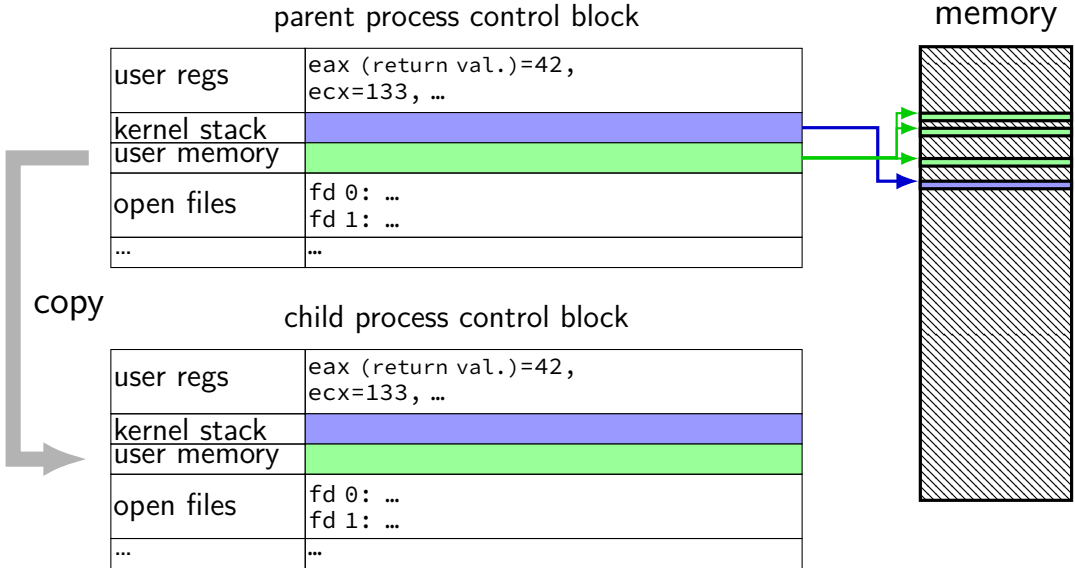 parent process control block
memory
user regs
eax (return val.)=42,
ecx=133, …
kernel stack
user memory
open files
fd 0: …
fd 1: …
… …
copy
child process control block
user regs
eax (return val.)=42,
ecx=133, …
kernel stack
user memory
open files
fd 0: …
fd 1: …
… …